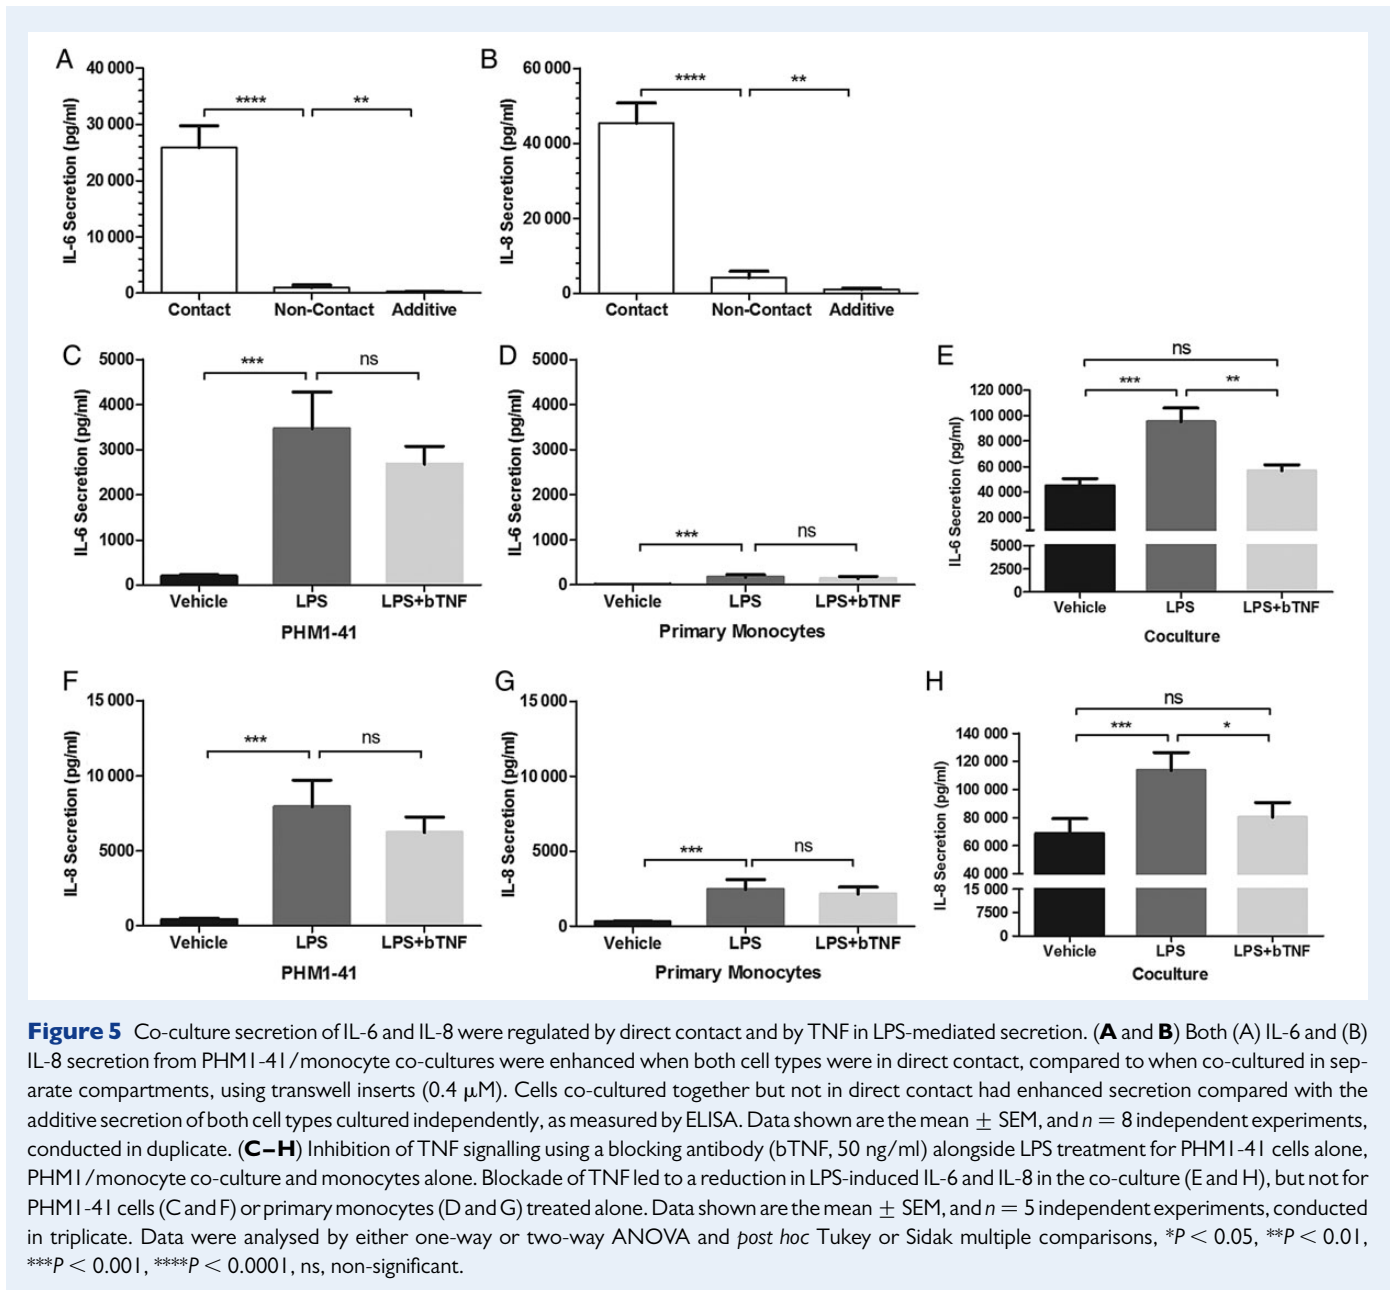 A
B
40 000
30 000
20 000
10 000
0
IL-6 Secretion (pg/ml)
**** **
Contact Non-Contact Additive
60 000
40 000
20 000
0
IL-8 Secretion (pg/ml)
**** **
Contact Non-Contact Additive
C
5000
4000
3000
2000
1000
0
IL-6 Secretion (pg/ml)
*** ns
Vehicle LPS LPS+bTNF
PHM1-41
D
5000
4000
3000
2000
1000
0
IL-6 Secretion (pg/ml)
*** ns
Vehicle LPS LPS+bTNF
Primary Monocytes
E
ns
*** **
120 000
100 000
80 000
60 000
40 000
20 000
5000
2500
0
IL-6 Secretion (pg/ml)
Vehicle LPS LPS+bTNF
Coculture
F
15 000
10 000
5000
0
IL-8 Secretion (pg/ml)
*** ns
Vehicle LPS LPS+bTNF
PHM1-41
G
15 000
10 000
5000
0
IL-8 Secretion (pg/ml)
*** ns
Vehicle LPS LPS+bTNF
Primary Monocytes
H
ns
*** *
140 000
120 000
100 000
80 000
60 000
40 000
15 000
7500
0
IL-8 Secretion (pg/ml)
Vehicle LPS LPS+bTNF
Coculture
Figure 5 Co-culture secretion of IL-6 and IL-8 were regulated by direct contact and by TNF in LPS-mediated secretion. (A and B) Both (A) IL-6 and (B)
IL-8 secretion from PHM1-41/monocyte co-cultures were enhanced when both cell types were in direct contact, compared to when co-cultured in sep-
arate compartments, using transwell inserts (0.4 μM). Cells co-cultured together but not in direct contact had enhanced secretion compared with the
additive secretion of both cell types cultured independently, as measured by ELISA. Data shown are the mean ± SEM, and n = 8 independent experiments,
conducted in duplicate. (C–H) Inhibition of TNF signalling using a blocking antibody (bTNF, 50 ng/ml) alongside LPS treatment for PHM1-41 cells alone,
PHM1/monocyte co-culture and monocytes alone. Blockade of TNF led to a reduction in LPS-induced IL-6 and IL-8 in the co-culture (E and H), but not for
PHM1-41 cells (C and F) or primary monocytes (D and G) treated alone. Data shown are the mean ± SEM, and n = 5 independent experiments, conducted
in triplicate. Data were analysed by either one-way or two-way ANOVA and post hoc Tukey or Sidak multiple comparisons, *P < 0.05, **P < 0.01,
***P < 0.001, ****P < 0.0001, ns, non-significant.